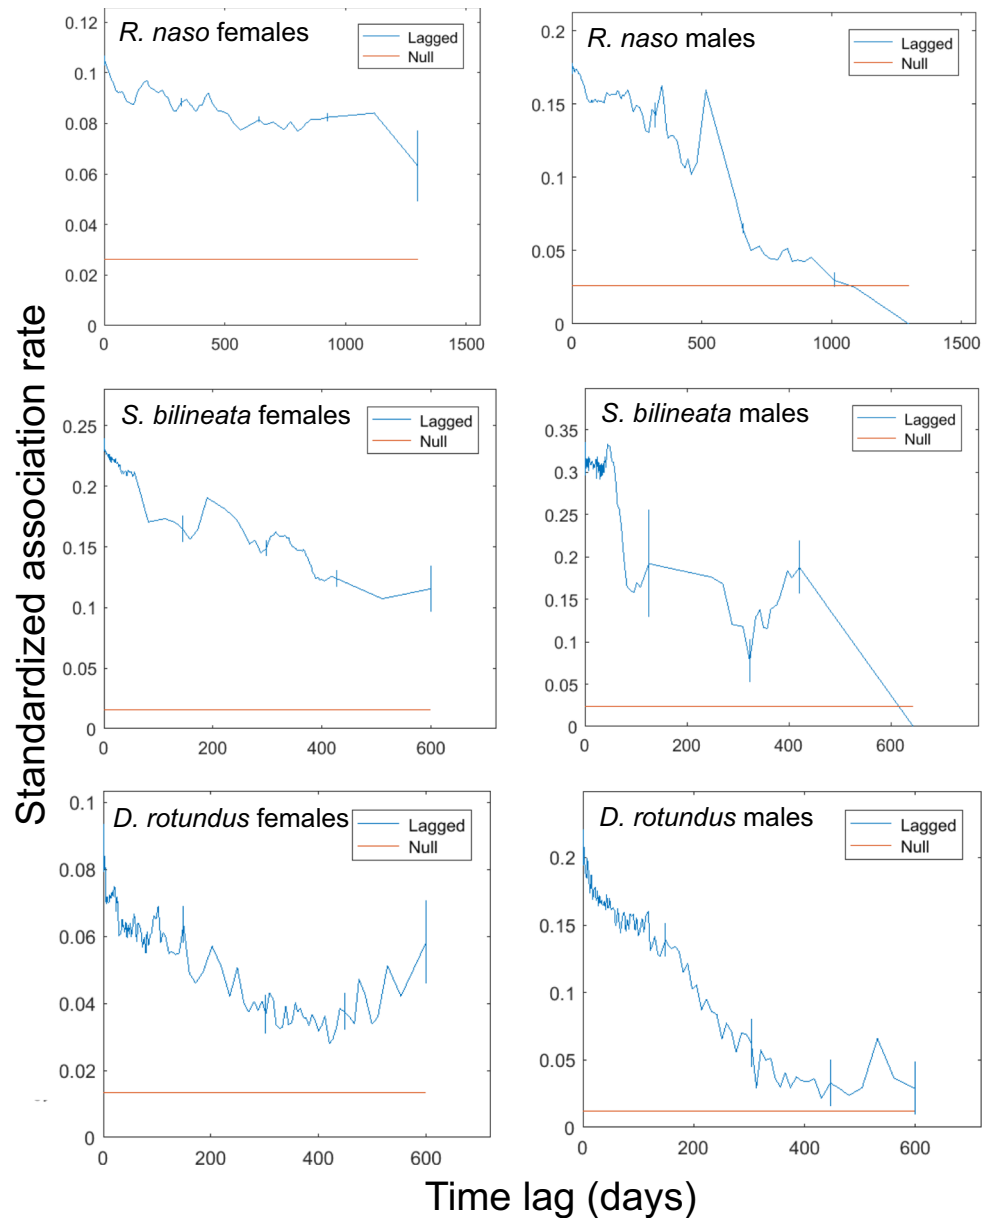 Standardized association rate
R. naso females
Lagged
Null
0.12
0.1
0.08
0.06
0.04
0.02
0
0 500 1000 1500
R. naso males
Lagged
Null
0.2
0.15
0.1
0.05
0
0 500 1000 1500
S. bilineata females
Lagged
Null
0.25
0.2
0.15
0.1
0.05
0
0 200 400 600
S. bilineata males
Lagged
Null
0.35
0.3
0.25
0.2
0.15
0.1
0.05
0
0 200 400 600
D. rotundus females
Lagged
Null
0.1
0.08
0.06
0.04
0.02
0
0 200 400 600
D. rotundus males
Lagged
Null
0.2
0.15
0.1
0.05
0
0 200 400 600
Time lag (days)